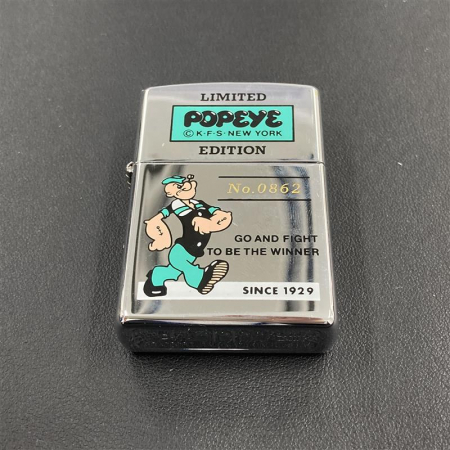 LIMITED
POPEYE
© K·F·S·NEW YORK
EDITION
No.0862
GO AND FIGHT
TO BE THE WINNER
SINCE 1929